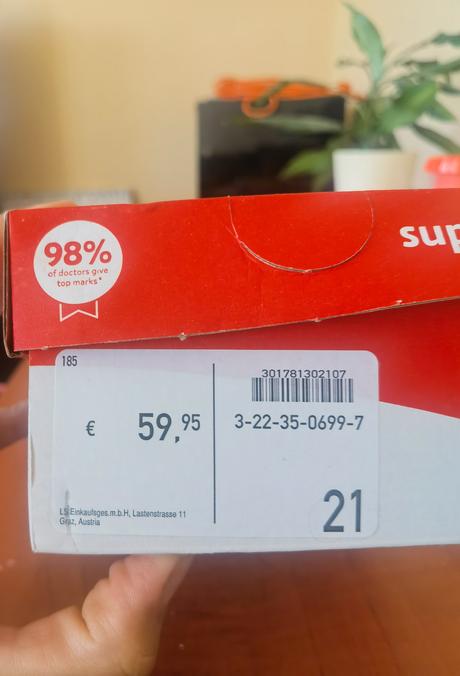 98%
of doctors give
top marks*
sup
185
€ 59,95
301781302107
3-22-35-0699-7
21
LS Einkaufsges.m.b.H, Lastenstrasse 11
Graz, Austria